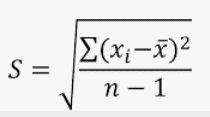 S = √(∑(xᵢ−x̄)² / (n − 1))